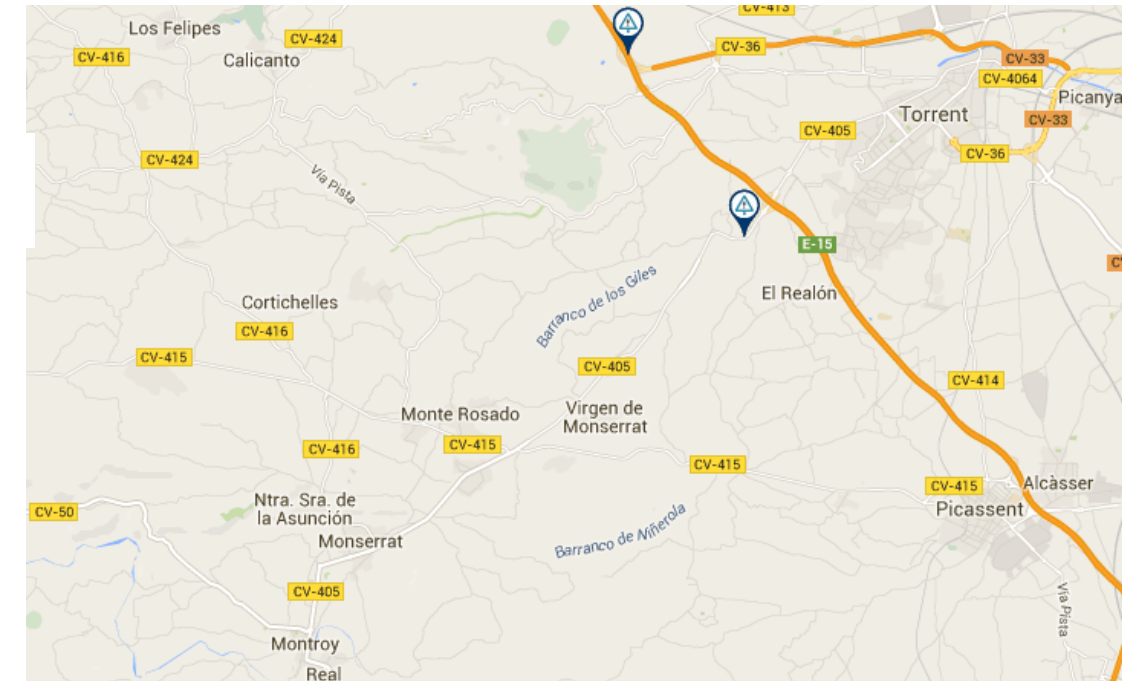 CV-413
Los Felipes
CV-424
CV-416
Calicanto
CV-36
CV-33
CV-4064
Picanya
Torrent
CV-33
CV-405
CV-36
CV-424
Vía Pista
E-15
Barranco de los Giles
El Realón
Cortichelles
CV-416
CV-415
CV-405
CV-414
Monte Rosado
Virgen de
Monserrat
CV-416
CV-415
CV-415
CV-415
Alcàsser
Ntra. Sra. de
la Asunción
CV-50
Picassent
Monserrat
Barranco de Niñerola
CV-405
Vía Pista
Montroy
Real